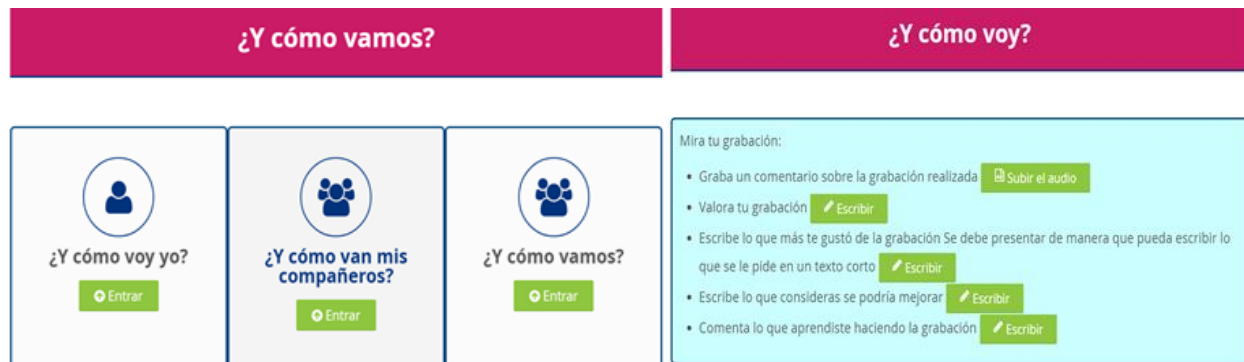 ¿Y cómo vamos?
¿Y cómo voy yo?
Entrar
¿Y cómo van mis
compañeros?
Entrar
¿Y cómo vamos?
Entrar
¿Y cómo voy?
Mira tu grabación:
• Graba un comentario sobre la grabación realizada Subir el audio
• Valora tu grabación Escribir
• Escribe lo que más te gustó de la grabación Se debe presentar de manera que pueda escribir lo
que se le pide en un texto corto Escribir
• Escribe lo que consideras se podría mejorar Escribir
• Comenta lo que aprendiste haciendo la grabación Escribir